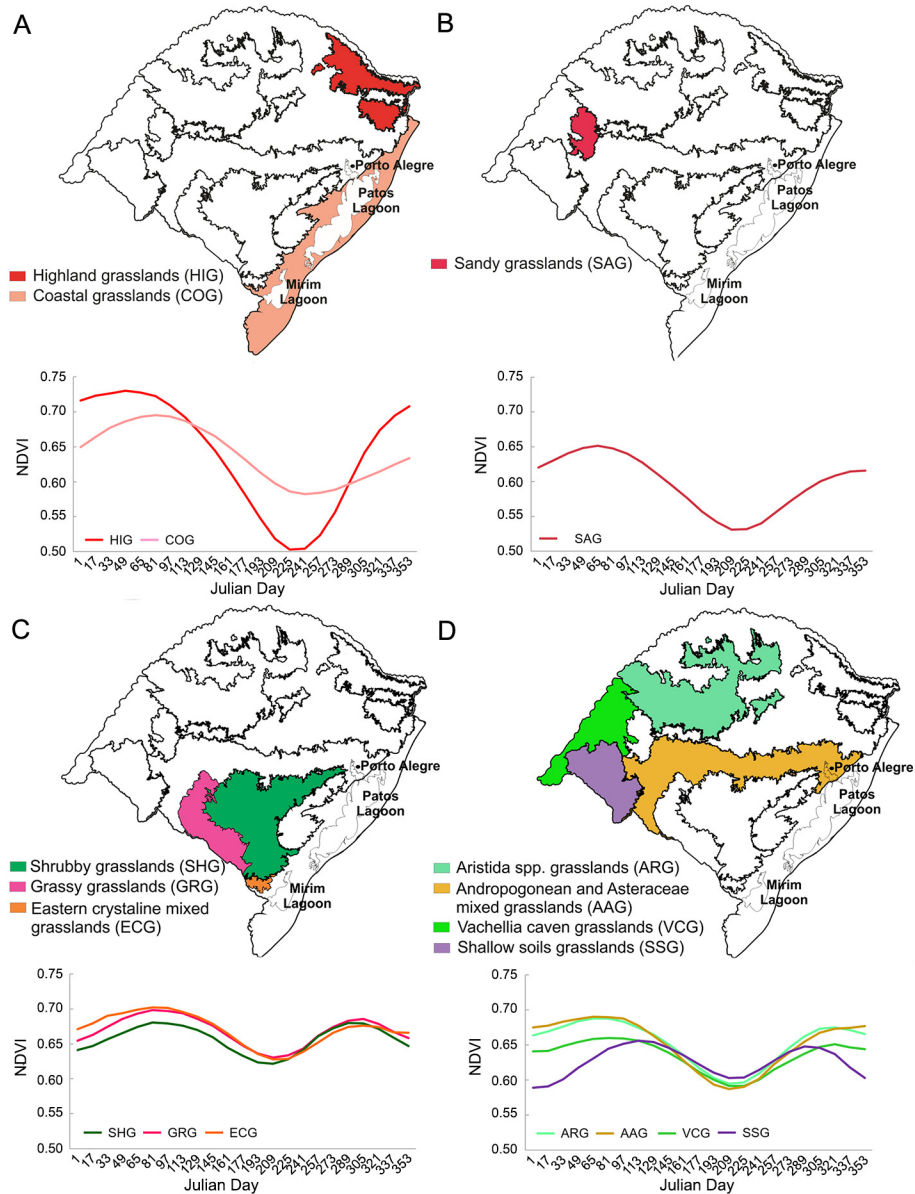 A
Porto Alegre
Patos
Lagoon
Mirim
Lagoon
Highland grasslands (HIG)
Coastal grasslands (COG)
0.75
0.70
0.65
0.60
0.55
0.50
NDVI
HIG COG
1 17 33 49 65 81 97 113 129 145 161 177 193 209 225 241 257 273 289 305 321 337 353
Julian Day
B
Porto Alegre
Patos
Lagoon
Mirim
Lagoon
Sandy grasslands (SAG)
0.75
0.70
0.65
0.60
0.55
0.50
NDVI
SAG
1 17 33 49 65 81 97 113 129 145 161 177 193 209 225 241 257 273 289 305 321 337 353
Julian Day
C
Porto Alegre
Patos
Lagoon
Mirim
Lagoon
Shrubby grasslands (SHG)
Grassy grasslands (GRG)
Eastern crystaline mixed
grasslands (ECG)
0.75
0.70
0.65
0.60
0.55
0.50
NDVI
SHG GRG ECG
1 17 33 49 65 81 97 113 129 145 161 177 193 209 225 241 257 273 289 305 321 337 353
Julian Day
D
Porto Alegre
Patos
Lagoon
Mirim
Lagoon
Aristida spp. grasslands (ARG)
Andropogonean and Asteraceae
mixed grasslands (AAG)
Vachellia caven grasslands (VCG)
Shallow soils grasslands (SSG)
0.75
0.70
0.65
0.60
0.55
0.50
NDVI
ARG AAG VCG SSG
1 17 33 49 65 81 97 113 129 145 161 177 193 209 225 241 257 273 289 305 321 337 353
Julian Day